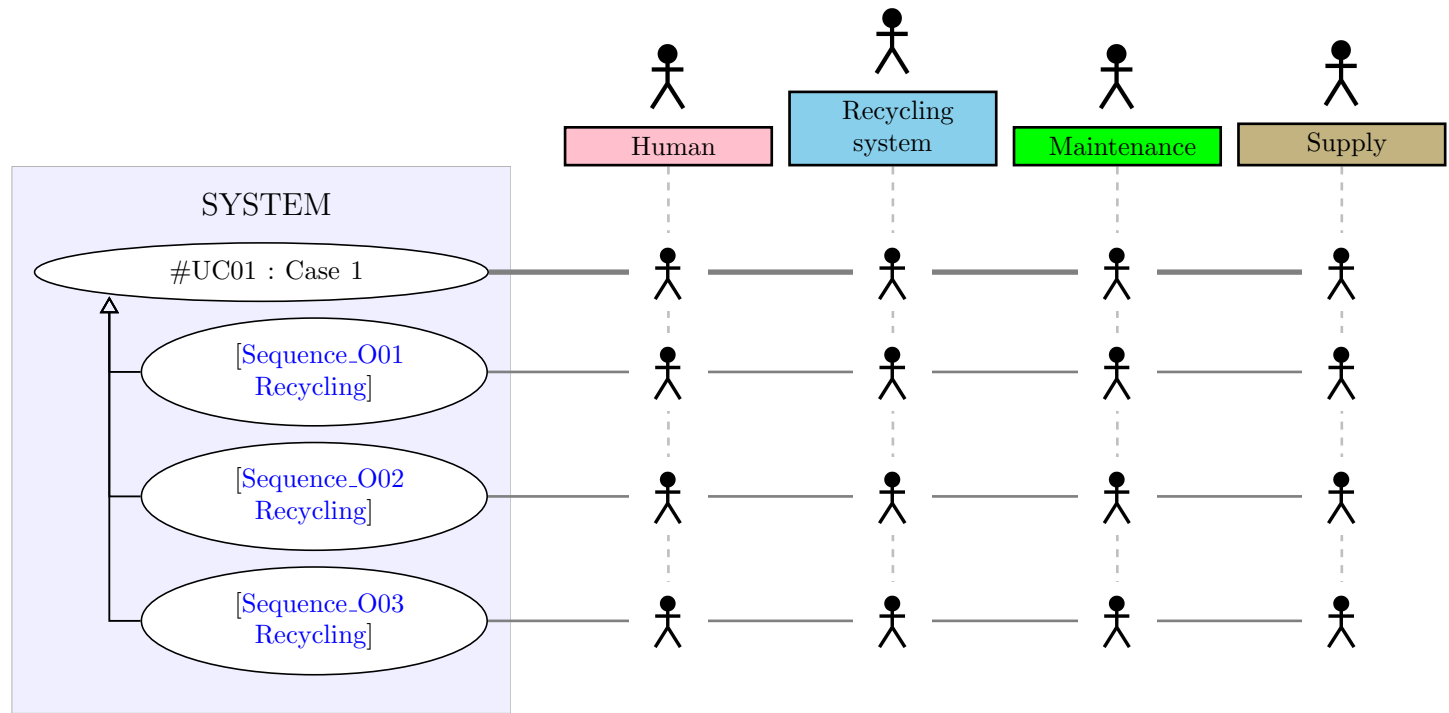 Human
Recycling
system
Maintenance
Supply
SYSTEM
#UC01 : Case 1
[Sequence_O01
Recycling]
[Sequence_O02
Recycling]
[Sequence_O03
Recycling]